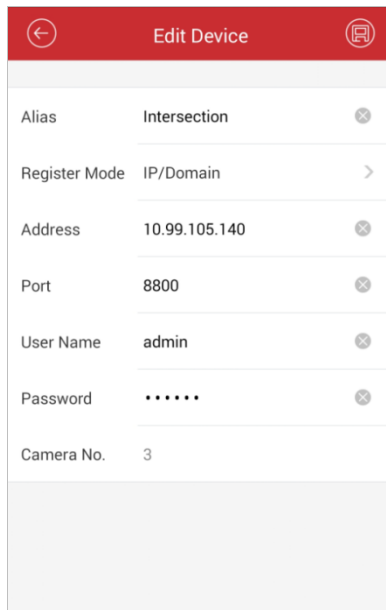 Edit Device
Alias Intersection
Register Mode IP/Domain
Address 10.99.105.140
Port 8800
User Name admin
Password ••••••
Camera No. 3